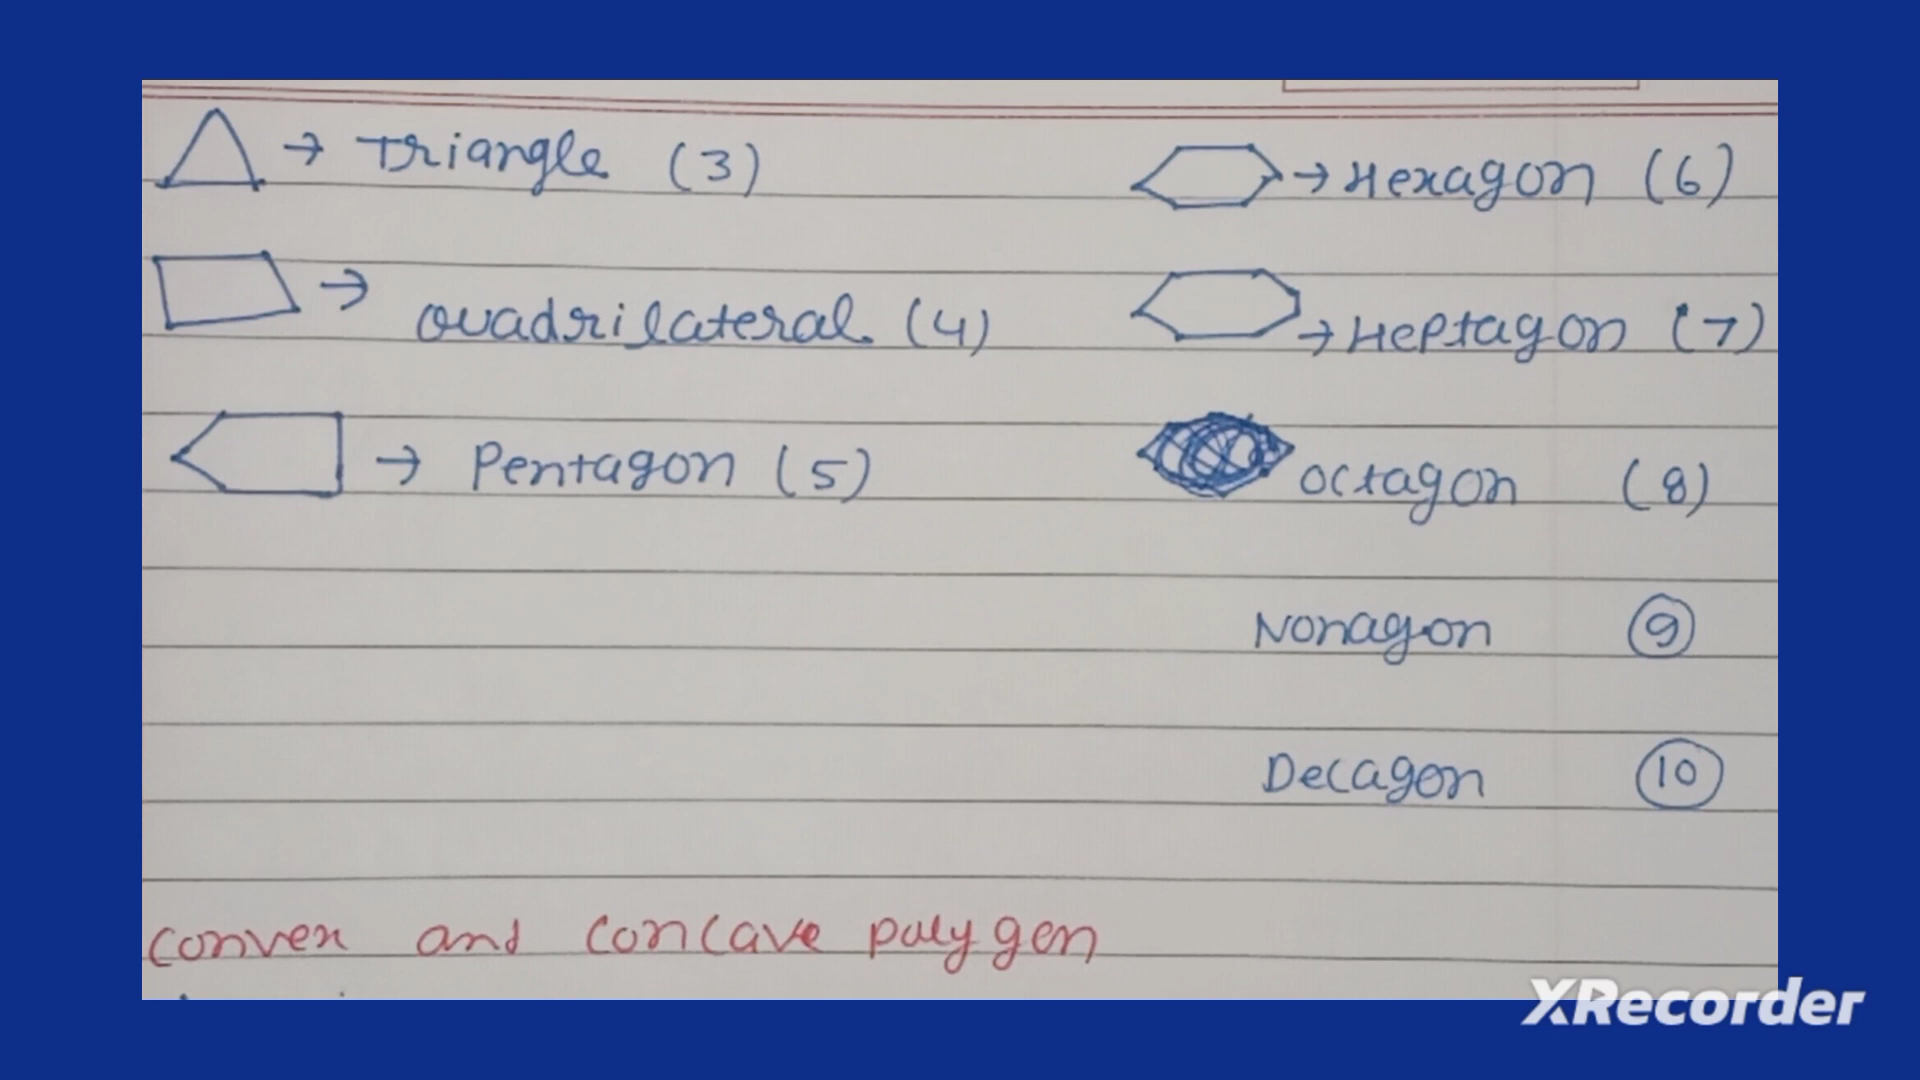 → Triangle (3)
→ Quadrilateral (4)
→ Pentagon (5)
→ Hexagon (6)
→ Heptagon (7)
Octagon (8)
Nonagon 9
Decagon 10
convex and concave polygon
XRecorder